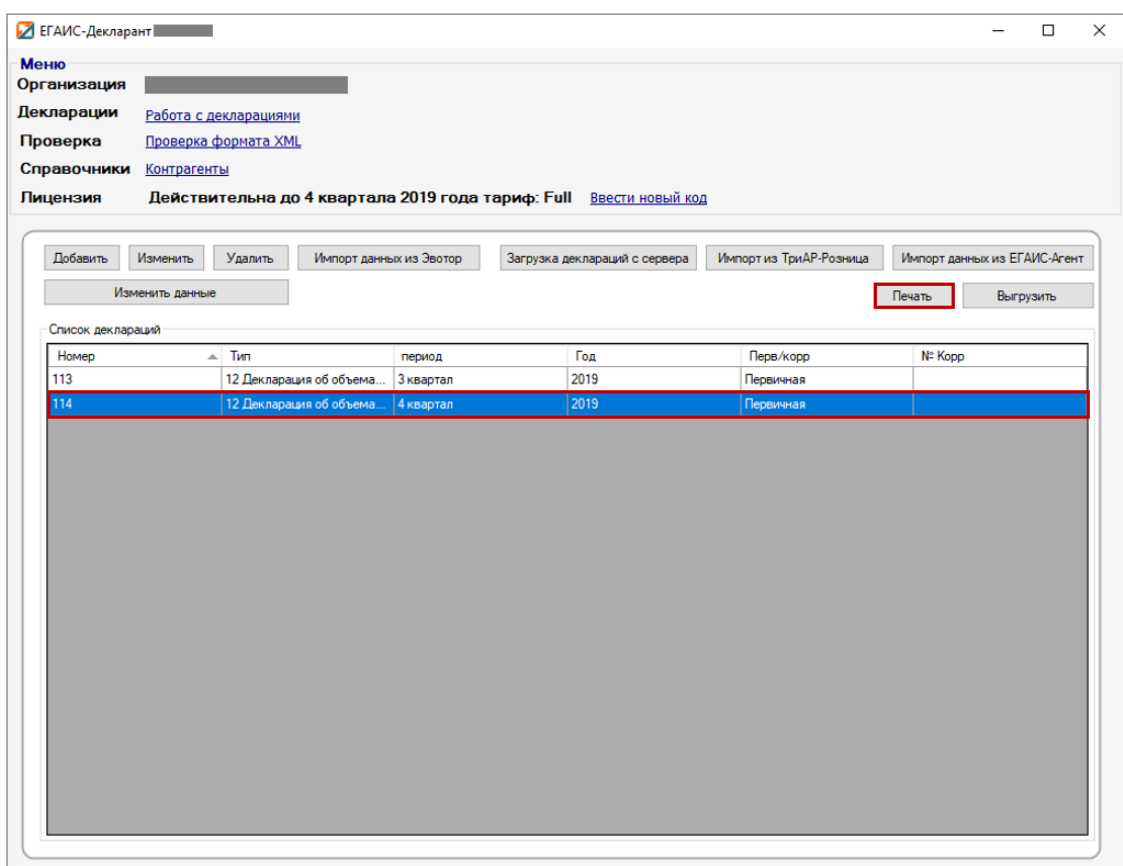 ЕГАИС-Декларант
Меню
Организация
Декларации Работа с декларациями
Проверка Проверка формата XML
Справочники Контрагенты
Лицензия Действительна до 4 квартала 2019 года тариф: Full Ввести новый код
Добавить Изменить Удалить Импорт данных из Эвотор Загрузка деклараций с сервера Импорт из ТриАР-Розница Импорт данных из ЕГАИС-Агент
Изменить данные Печать Выгрузить
Список деклараций
Номер Тип период Год Перв/корр № Корр
113 12 Декларация об объема... 3 квартал 2019 Первичная
114 12 Декларация об объема... 4 квартал 2019 Первичная